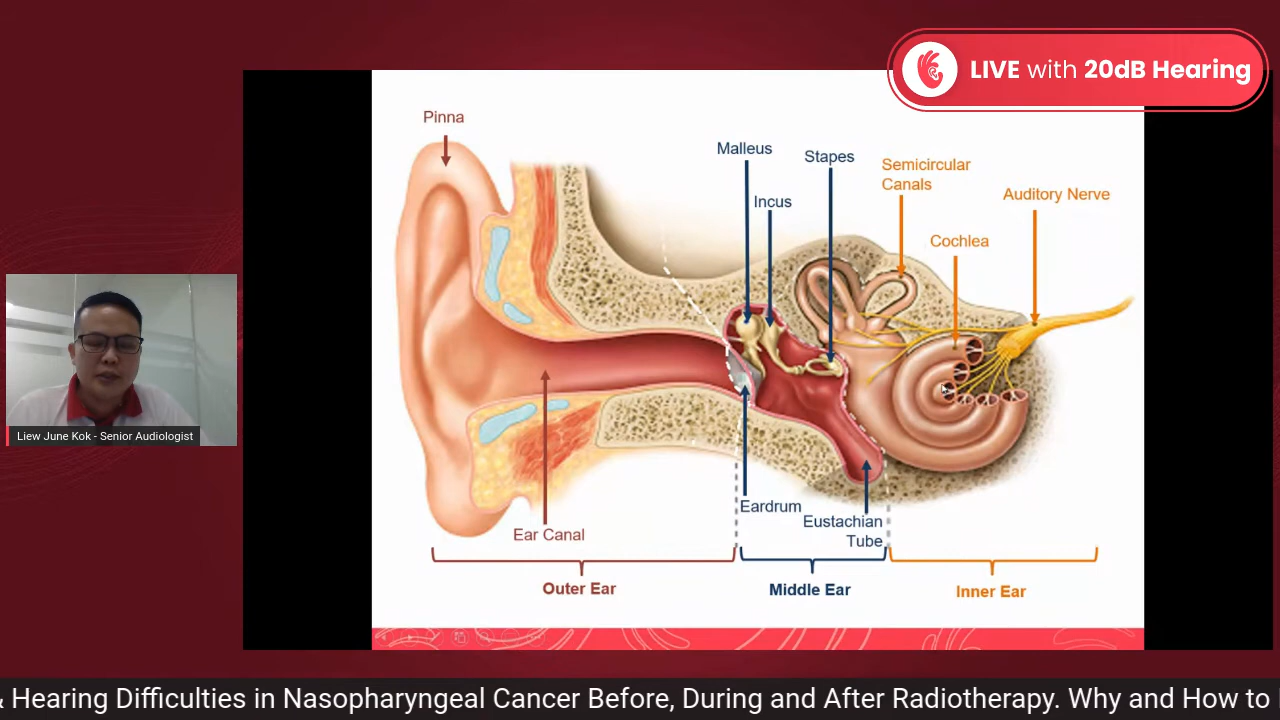 LIVE with 20dB Hearing
Pinna
Malleus
Stapes
Incus
Semicircular
Canals
Auditory Nerve
Cochlea
Eardrum
Eustachian
Tube
Ear Canal
Outer Ear
Middle Ear
Inner Ear
Liew June Kok - Senior Audiologist
& Hearing Difficulties in Nasopharyngeal Cancer Before, During and After Radiotherapy. Why and How to